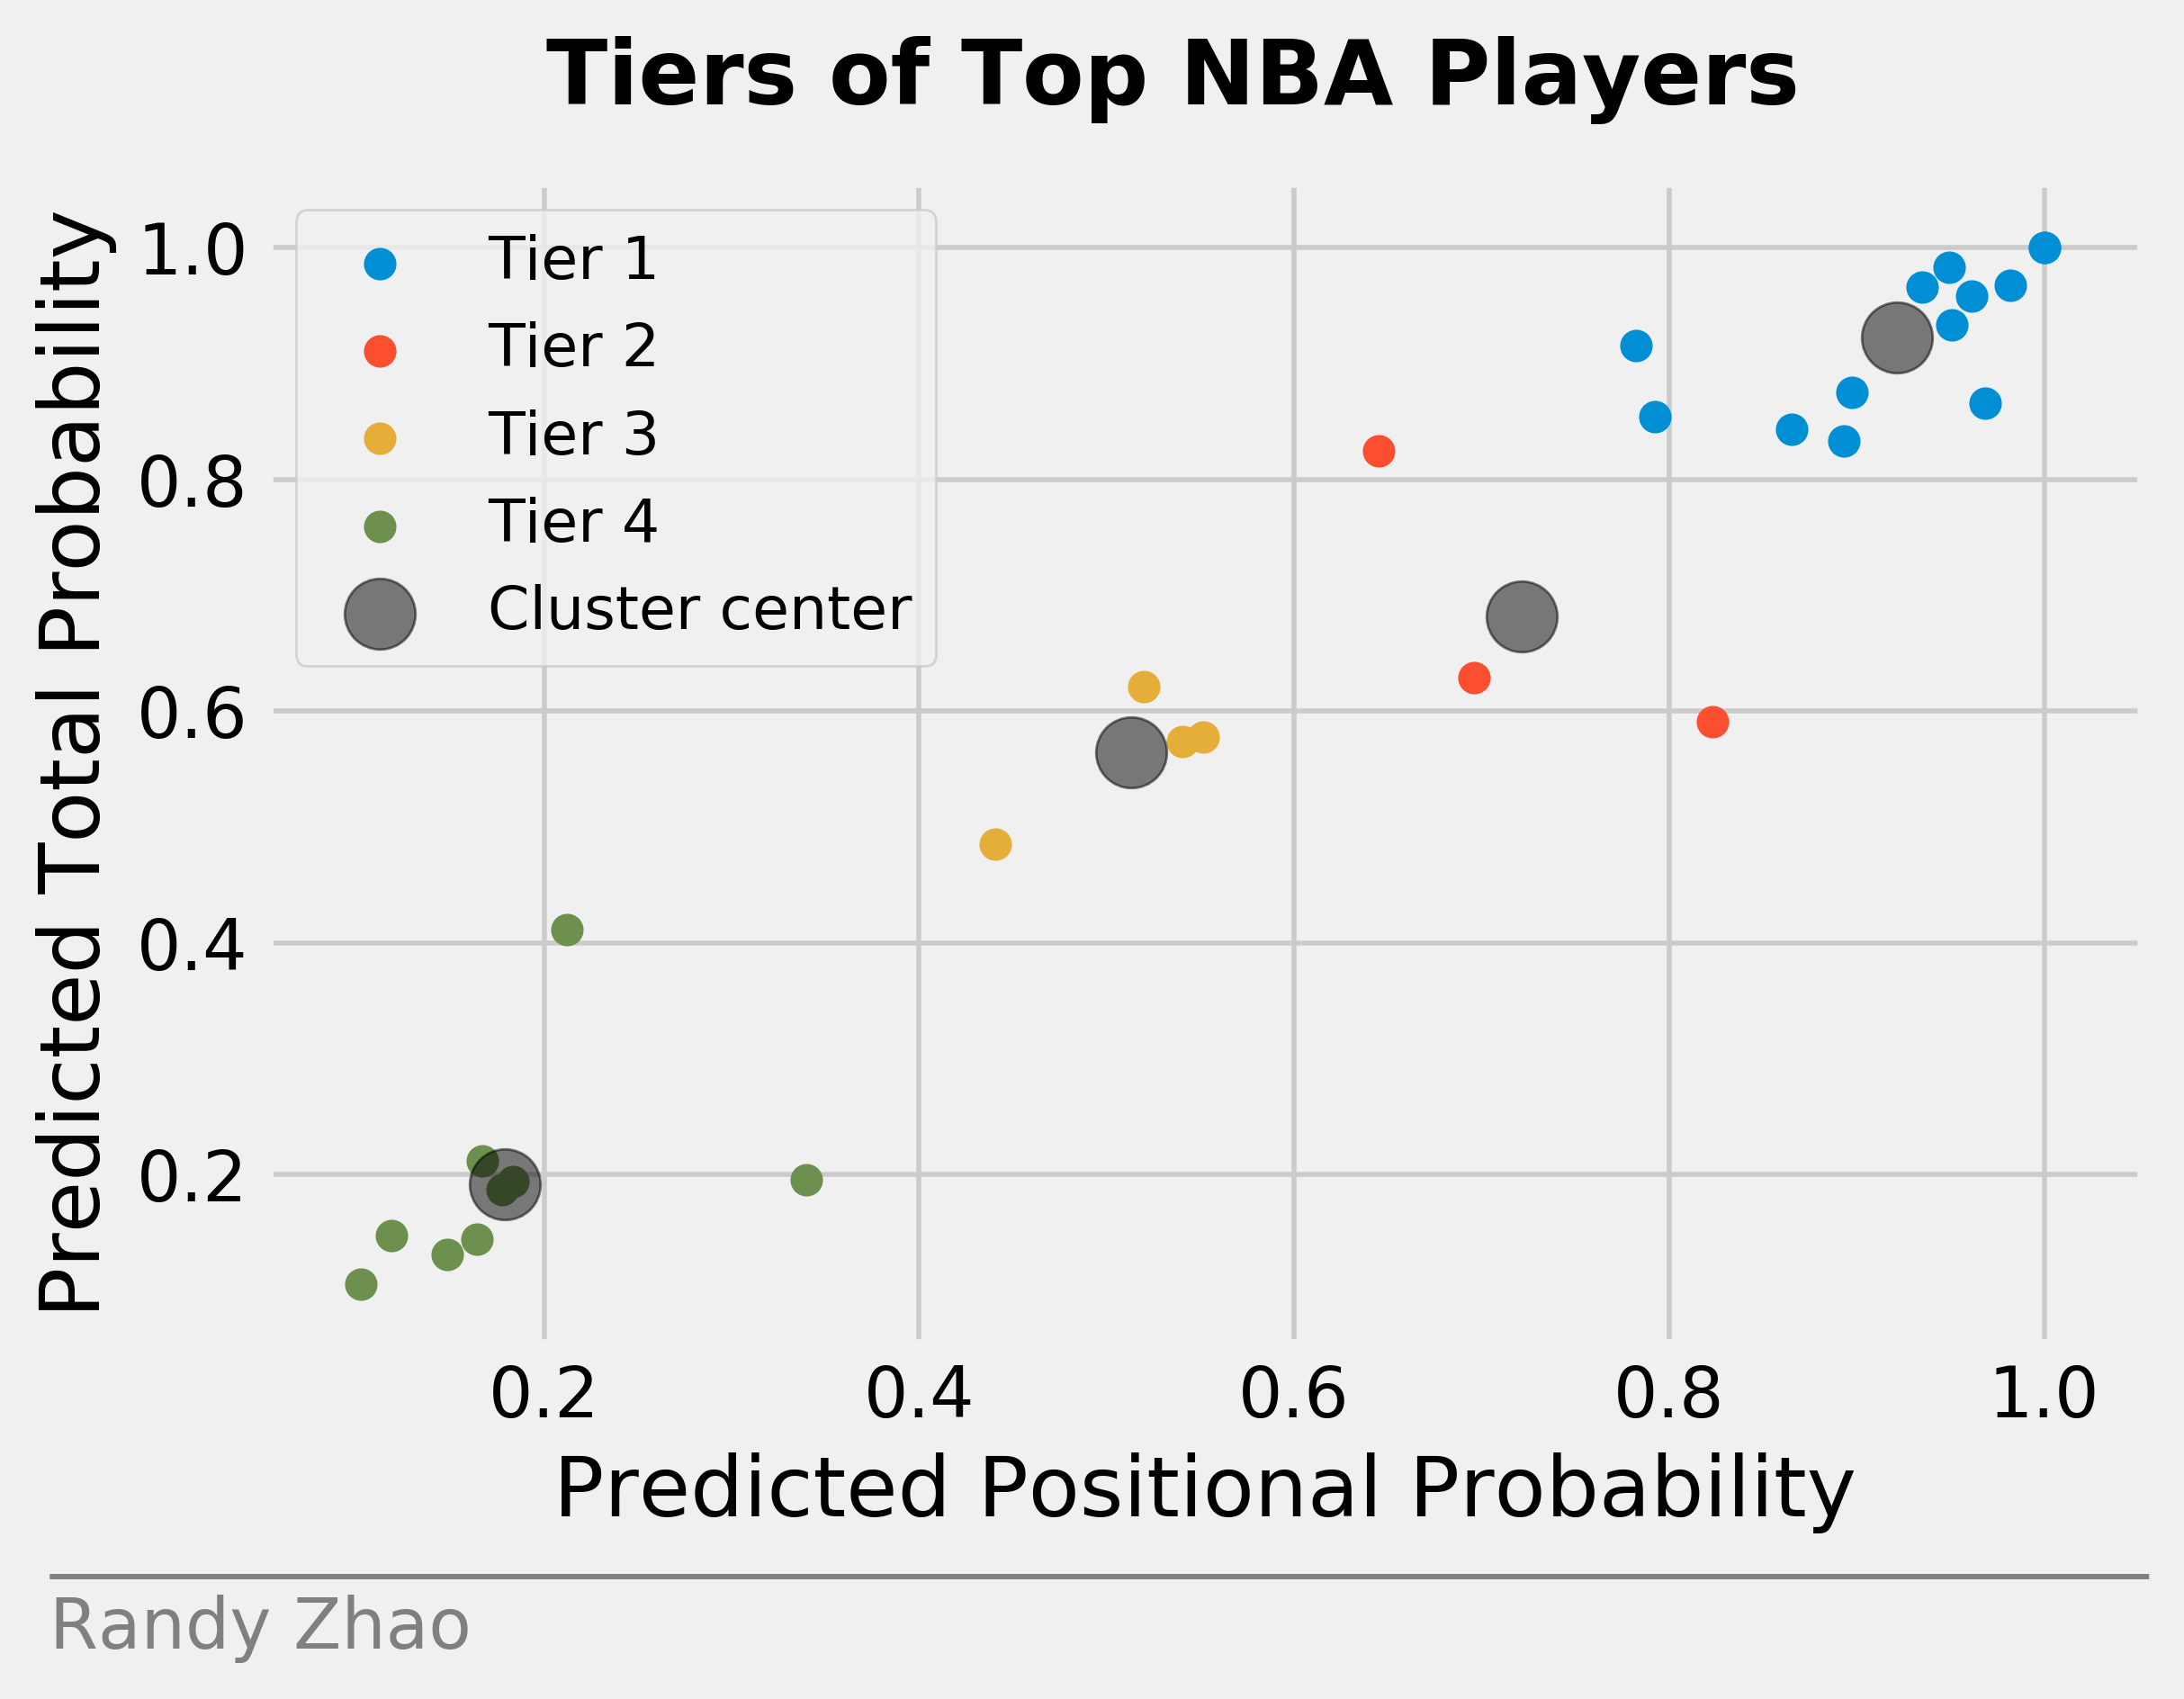 Tiers of Top NBA Players
Predicted Total Probability
1.0
0.8
0.6
0.4
0.2
Tier 1
Tier 2
Tier 3
Tier 4
Cluster center
0.2 0.4 0.6 0.8 1.0
Predicted Positional Probability
Randy Zhao